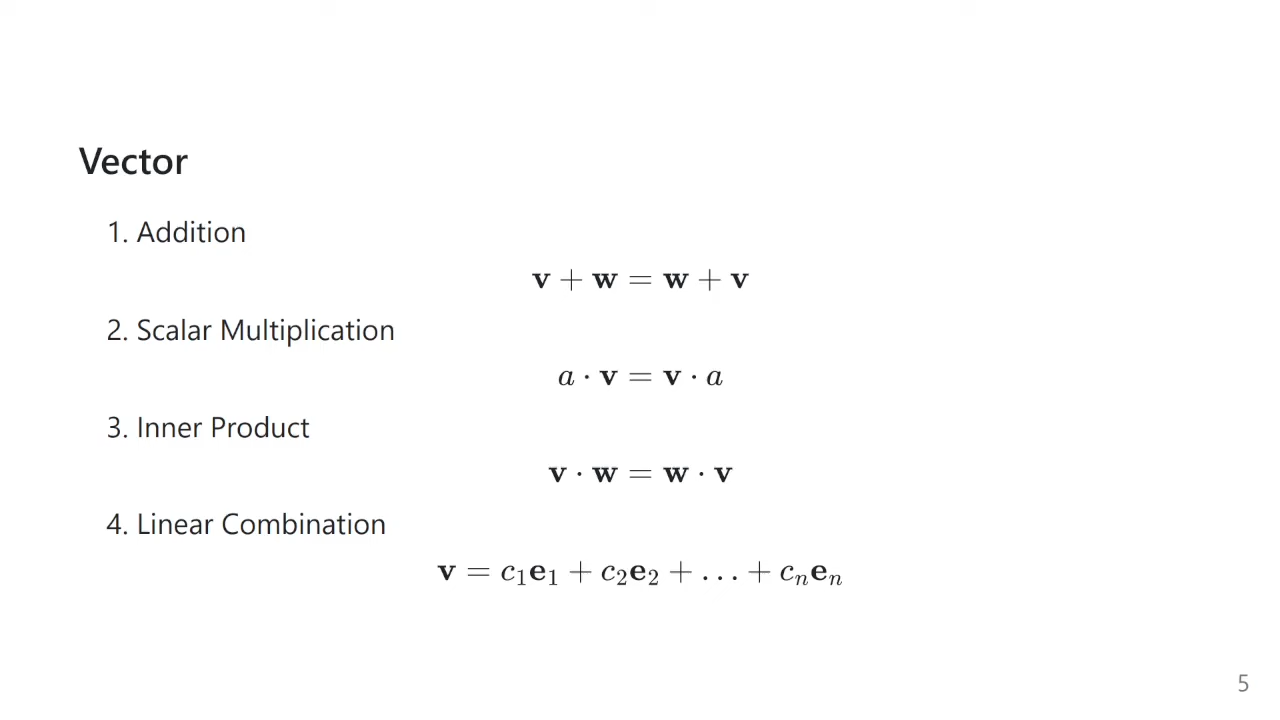 Vector
1. Addition
v + w = w + v
2. Scalar Multiplication
a · v = v · a
3. Inner Product
v · w = w · v
4. Linear Combination
v = c₁e₁ + c₂e₂ + … + cₙeₙ
5